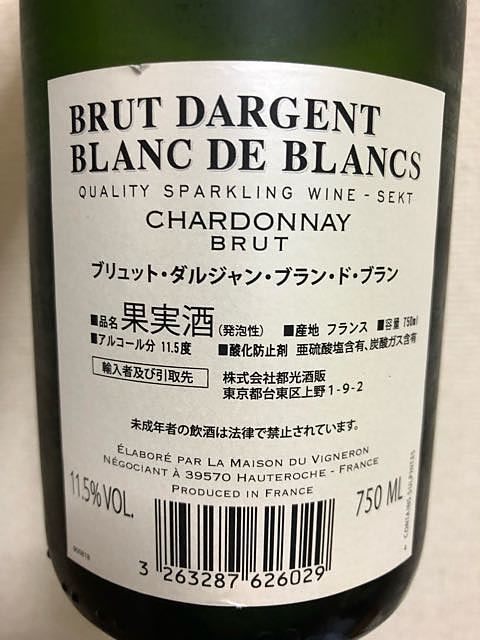 BRUT DARGENT
BLANC DE BLANCS
QUALITY SPARKLING WINE - SEKT
CHARDONNAY
BRUT
ブリュット・ダルジャン・ブラン・ド・ブラン
■品名 果実酒(発泡性) ■産地 フランス ■容量 750ml
■アルコール分 11.5度 ■酸化防止剤 亜硫酸塩含有、炭酸ガス含有
輸入者及び引取先 株式会社都光酒販
東京都台東区上野1-9-2
未成年者の飲酒は法律で禁止されています。
ÉLABORÉ PAR LA MAISON DU VIGNERON
NÉGOCIANT À 39570 HAUTEROCHE - FRANCE
PRODUCED IN FRANCE
11.5% VOL.
750 ML
CONTAINS SULPHITES
3 263287 626029